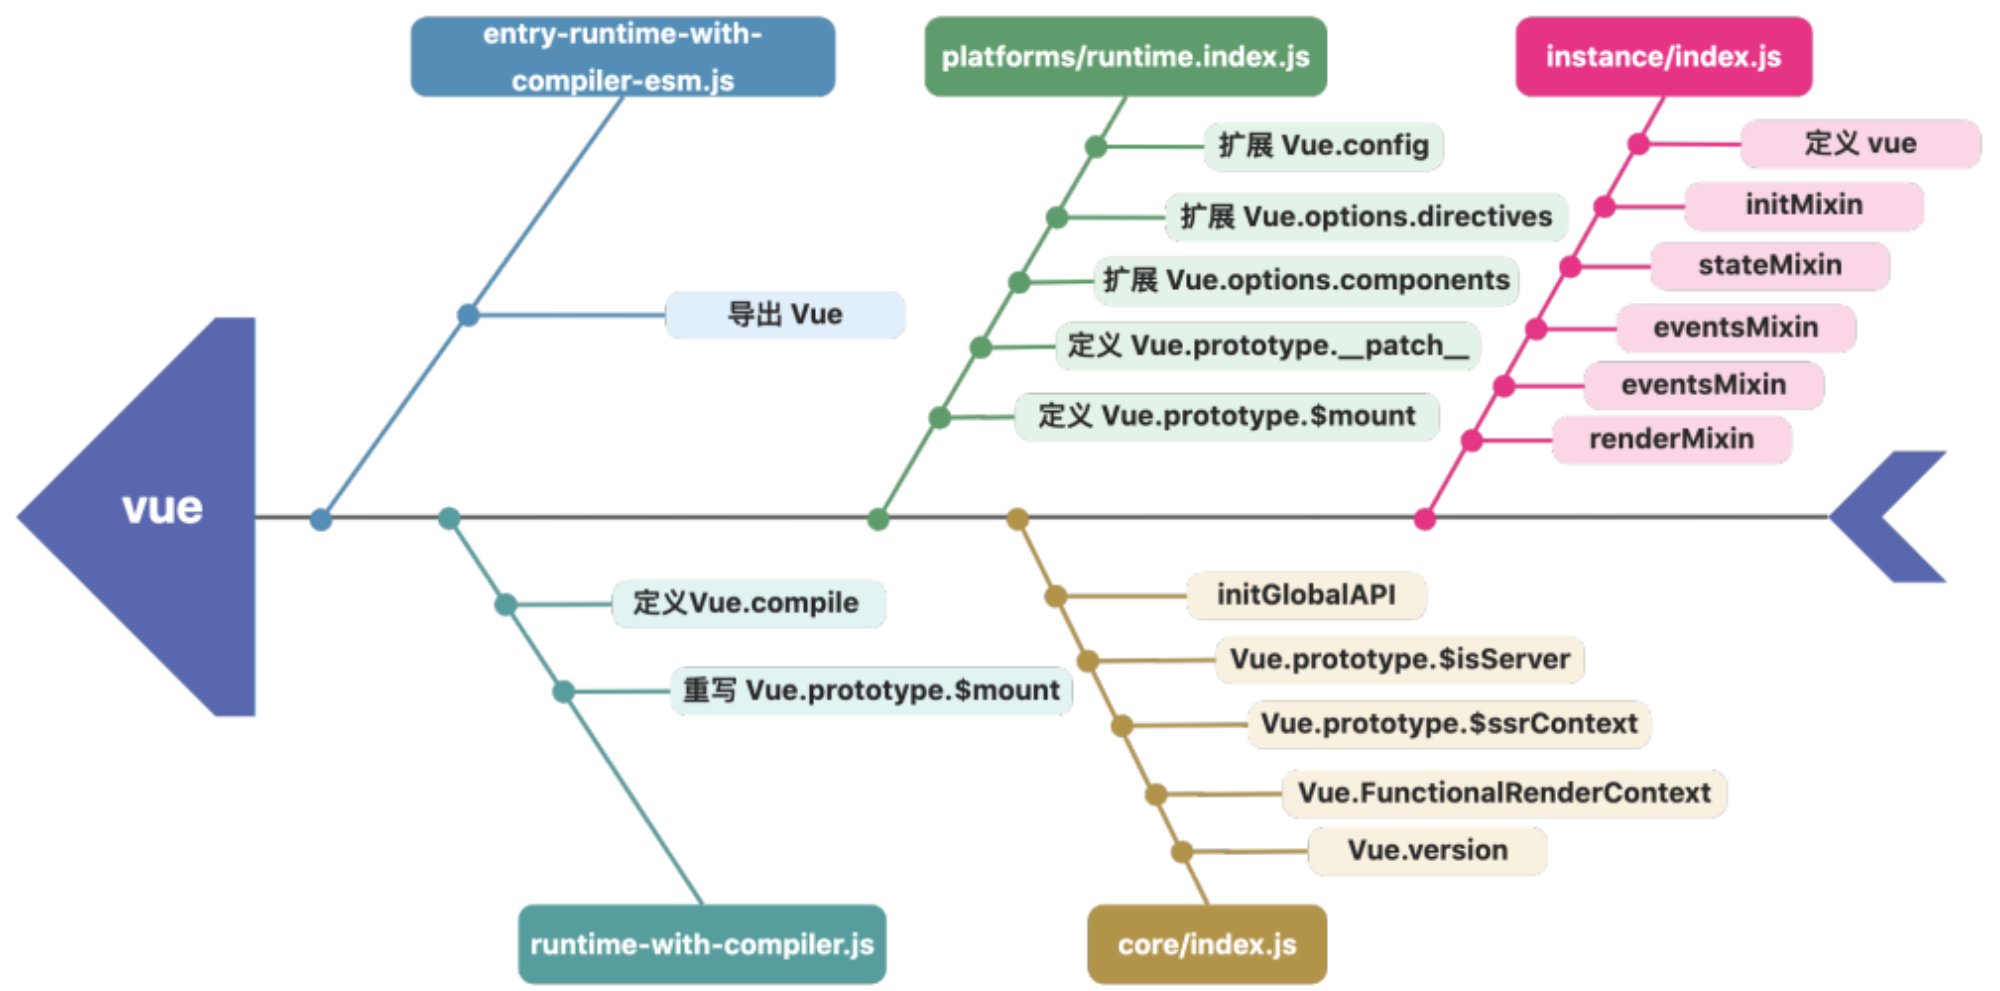 entry-runtime-with-
compiler-esm.js
导出 Vue
platforms/runtime.index.js
扩展 Vue.config
扩展 Vue.options.directives
扩展 Vue.options.components
定义 Vue.prototype.__patch__
定义 Vue.prototype.$mount
instance/index.js
定义 vue
initMixin
stateMixin
eventsMixin
eventsMixin
renderMixin
vue
定义Vue.compile
重写 Vue.prototype.$mount
runtime-with-compiler.js
initGlobalAPI
Vue.prototype.$isServer
Vue.prototype.$ssrContext
Vue.FunctionalRenderContext
Vue.version
core/index.js